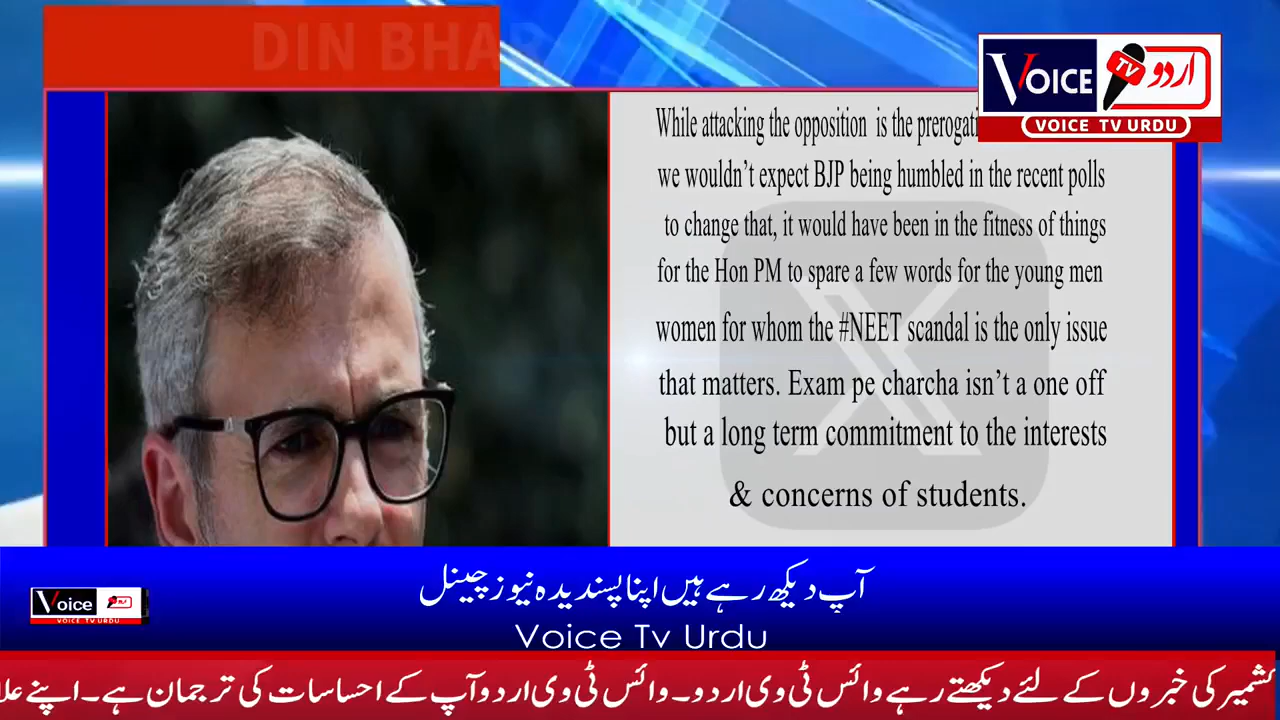 DIN BHAR
VOICE TV اردو
VOICE TV URDU
While attacking the opposition is the
we wouldn't expect BJP being humbled in the recent polls
to change that, it would have been in the fitness of things
for the Hon PM to spare a few words for the young men
women for whom the #NEET scandal is the only issue
that matters. Exam pe charcha isn't a one off
but a long term commitment to the interests
& concerns of students.
آپ دیکھ رہے ہیں اپنا پسندیدہ نیوز چینل
Voice Tv Urdu
Voice اردو
VOICE TV URDU
کشمیر کی خبروں کے لئے دیکھتے رہے وائس ٹی وی اردو۔ وائس ٹی وی اردو آپ کے احساسات کی ترجمان ہے۔ اپنے